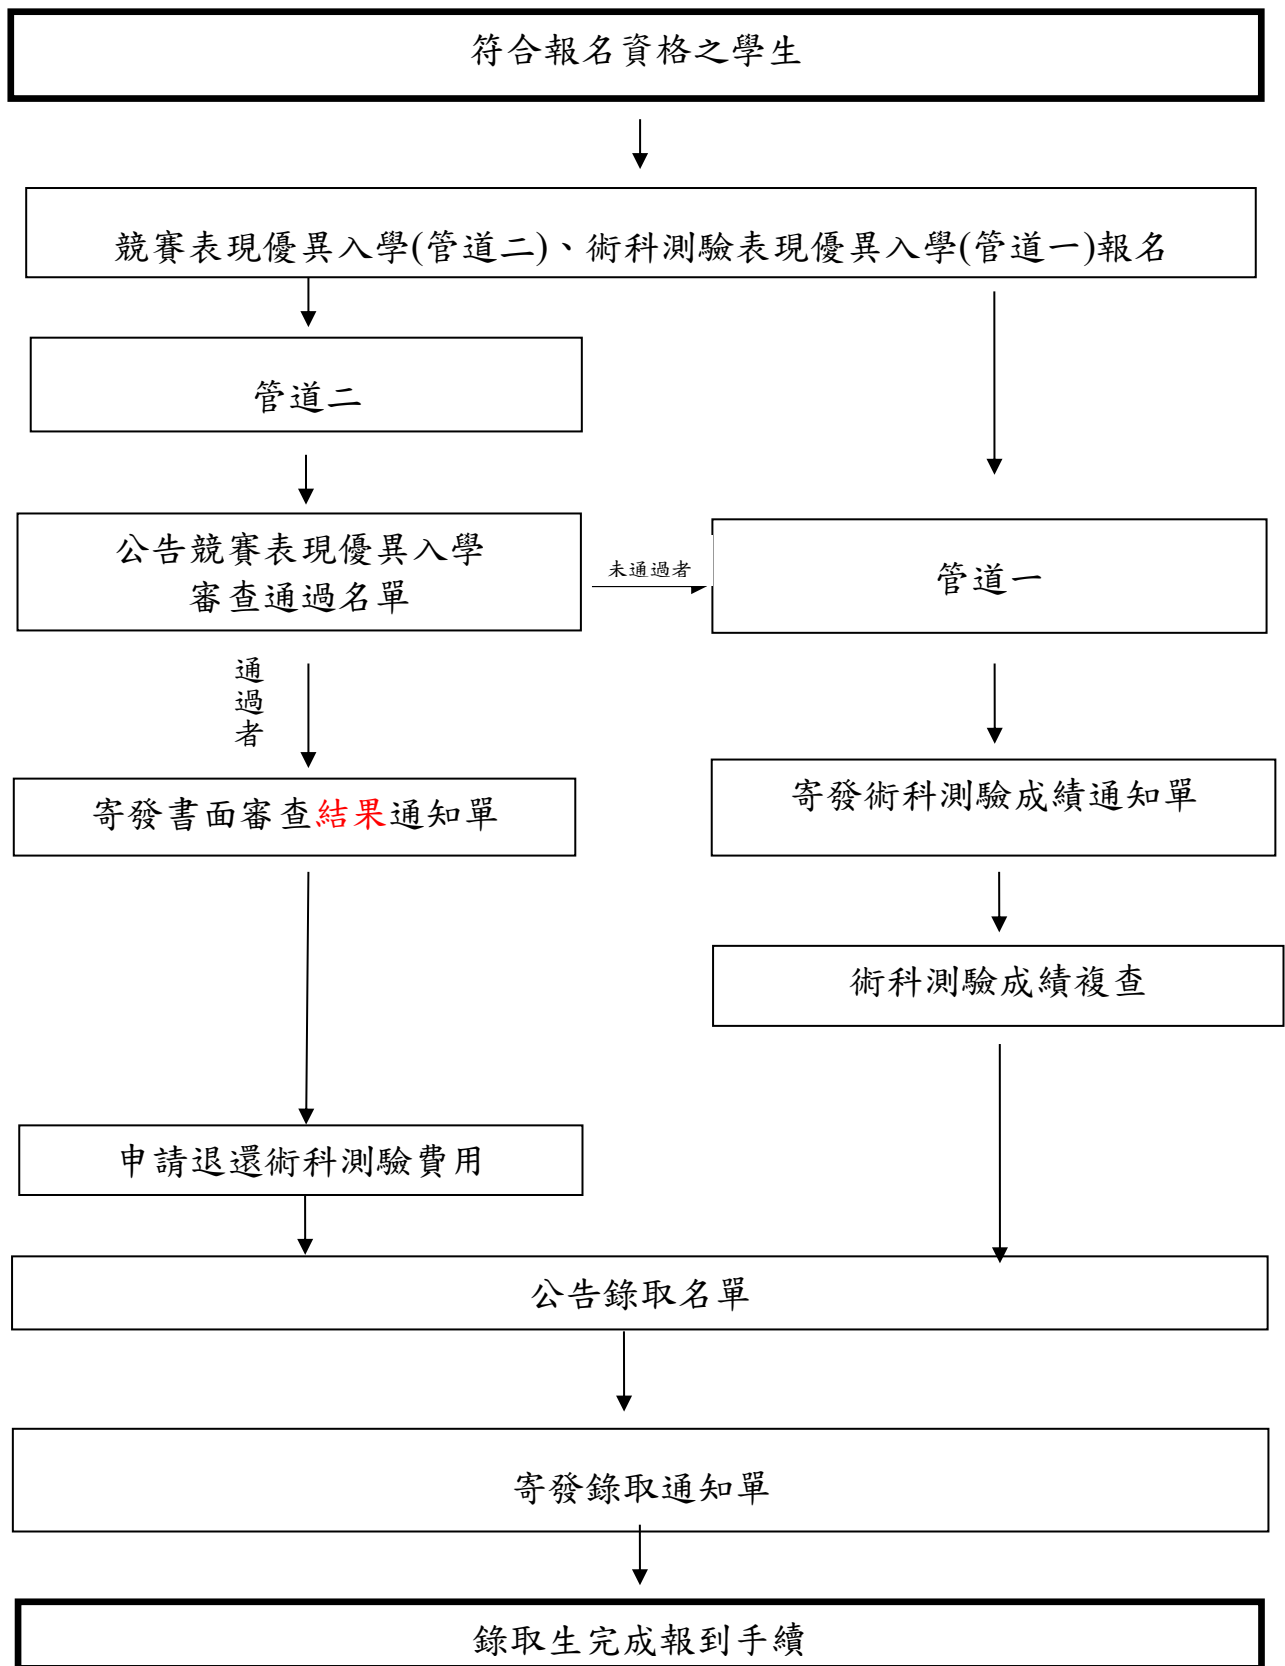 符合報名資格之學生
競賽表現優異入學(管道二)、術科測驗表現優異入學(管道一)報名
管道二
公告競賽表現優異入學
審查通過名單
未通過者
管道一
通過者
寄發書面審查結果通知單
寄發術科測驗成績通知單
術科測驗成績複查
申請退還術科測驗費用
公告錄取名單
寄發錄取通知單
錄取生完成報到手續